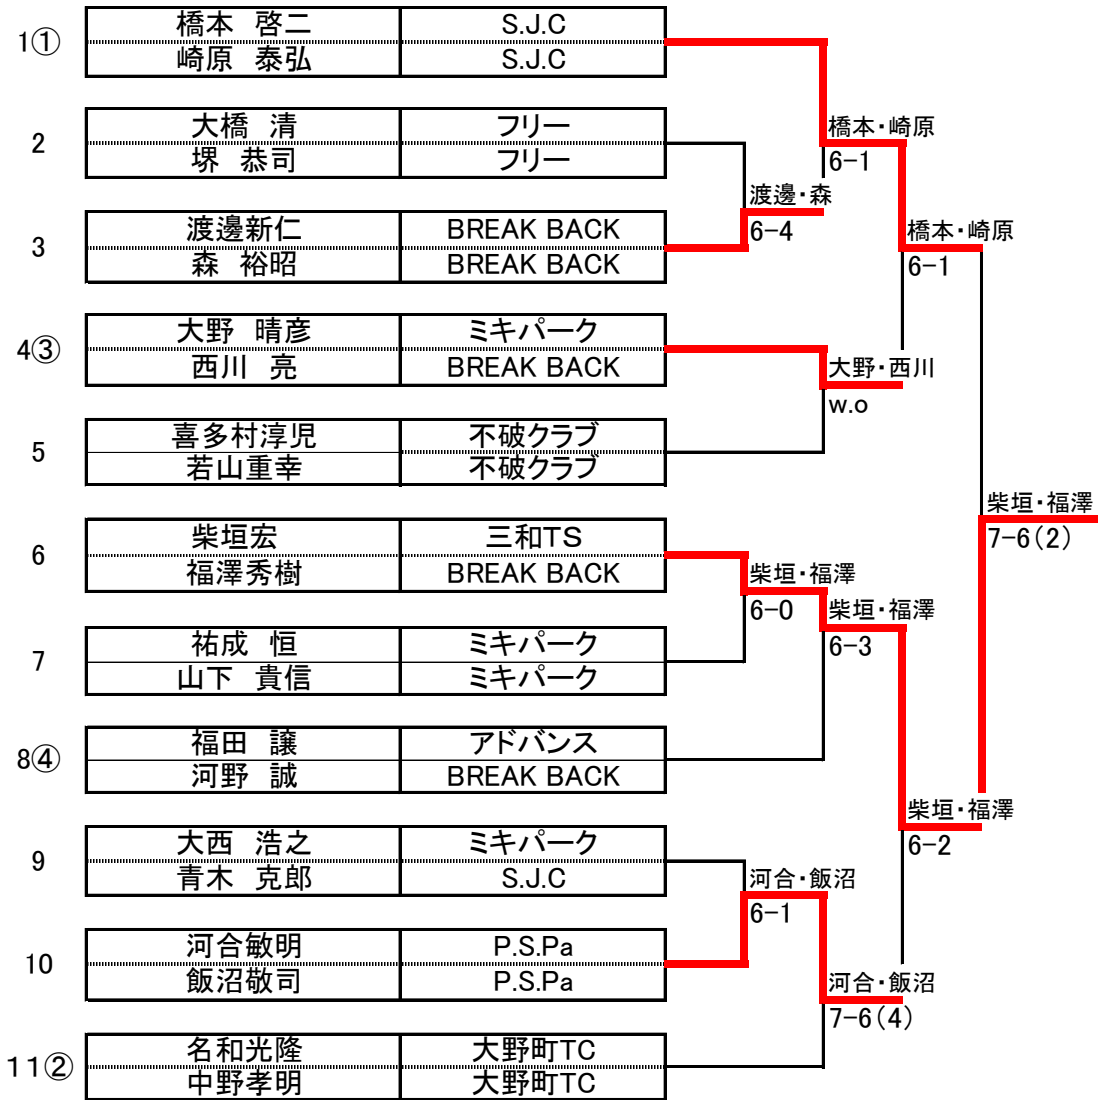 1① 橋本 啓二 S.J.C
崎原 泰弘 S.J.C
2 大橋 清 フリー
堺 恭司 フリー
3 渡邊新仁 BREAK BACK
森 裕昭 BREAK BACK
4③ 大野 晴彦 ミキパーク
西川 亮 BREAK BACK
5 喜多村淳児 不破クラブ
若山重幸 不破クラブ
6 柴垣宏 三和TS
福澤秀樹 BREAK BACK
7 祐成 恒 ミキパーク
山下 貴信 ミキパーク
8④ 福田 譲 アドバンス
河野 誠 BREAK BACK
9 大西 浩之 ミキパーク
青木 克郎 S.J.C
10 河合敏明 P.S.Pa
飯沼敬司 P.S.Pa
11② 名和光隆 大野町TC
中野孝明 大野町TC
渡邊・森
6-4
柴垣・福澤
6-0
河合・飯沼
6-1
橋本・崎原
6-1
大野・西川
w.o
柴垣・福澤
6-3
河合・飯沼
7-6(4)
橋本・崎原
6-1
柴垣・福澤
6-2
柴垣・福澤
7-6(2)